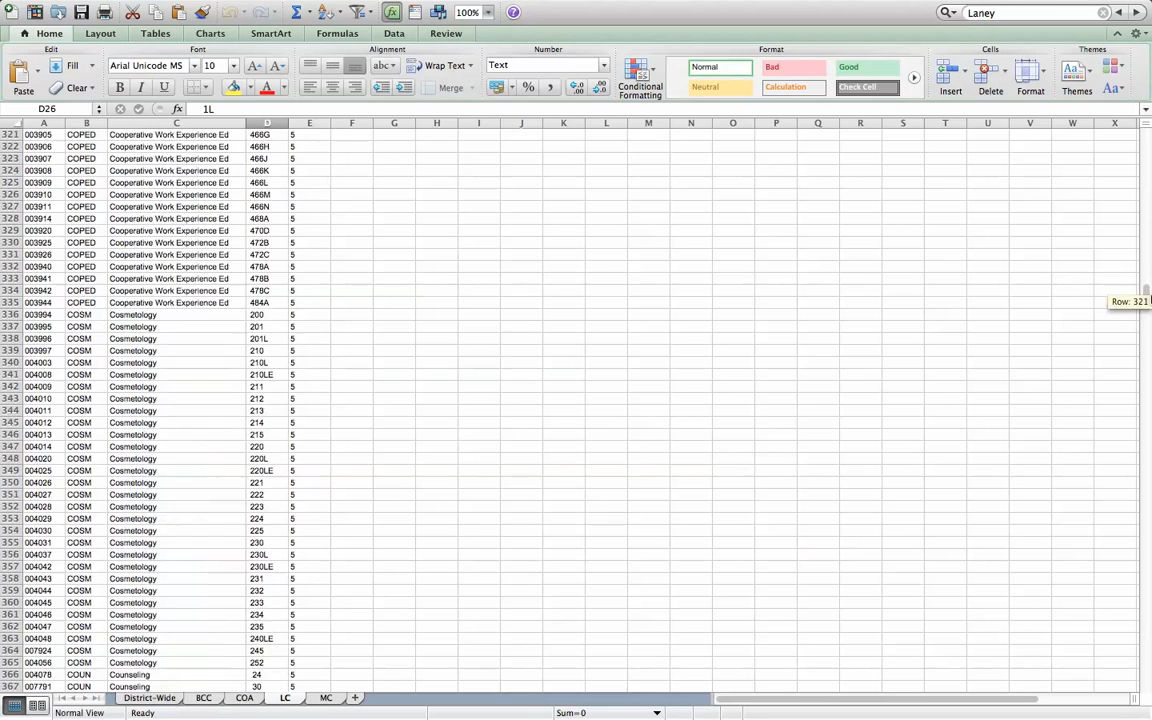 100%
Laney
Home Layout Tables Charts SmartArt Formulas Data Review
Edit Font Alignment Number Format Cells Themes
Paste Fill Clear Arial Unicode MS 10 abc Wrap Text Merge Text Conditional Formatting Normal Bad Good Neutral Calculation Check Cell Insert Delete Format Themes Aa
D26 fx 1L
A B C D E F G H I J K L M N O P Q R S T U V W X
321 003905 COPED Cooperative Work Experience Ed 466G 5
322 003906 COPED Cooperative Work Experience Ed 466H 5
323 003907 COPED Cooperative Work Experience Ed 466J 5
324 003908 COPED Cooperative Work Experience Ed 466K 5
325 003909 COPED Cooperative Work Experience Ed 466L 5
326 003910 COPED Cooperative Work Experience Ed 466M 5
327 003911 COPED Cooperative Work Experience Ed 466N 5
328 003914 COPED Cooperative Work Experience Ed 468A 5
329 003920 COPED Cooperative Work Experience Ed 470D 5
330 003925 COPED Cooperative Work Experience Ed 472B 5
331 003926 COPED Cooperative Work Experience Ed 472C 5
332 003940 COPED Cooperative Work Experience Ed 478A 5
333 003941 COPED Cooperative Work Experience Ed 478B 5
334 003942 COPED Cooperative Work Experience Ed 478C 5
Row: 321
335 003944 COPED Cooperative Work Experience Ed 484A 5
336 003994 COSM Cosmetology 200 5
337 003995 COSM Cosmetology 201 5
338 003996 COSM Cosmetology 201L 5
339 003997 COSM Cosmetology 210 5
340 004003 COSM Cosmetology 210L 5
341 004008 COSM Cosmetology 210LE 5
342 004009 COSM Cosmetology 211 5
343 004010 COSM Cosmetology 212 5
344 004011 COSM Cosmetology 213 5
345 004012 COSM Cosmetology 214 5
346 004013 COSM Cosmetology 215 5
347 004014 COSM Cosmetology 220 5
348 004020 COSM Cosmetology 220L 5
349 004025 COSM Cosmetology 220LE 5
350 004026 COSM Cosmetology 221 5
351 004027 COSM Cosmetology 222 5
352 004028 COSM Cosmetology 223 5
353 004029 COSM Cosmetology 224 5
354 004030 COSM Cosmetology 225 5
355 004031 COSM Cosmetology 230 5
356 004037 COSM Cosmetology 230L 5
357 004042 COSM Cosmetology 230LE 5
358 004043 COSM Cosmetology 231 5
359 004044 COSM Cosmetology 232 5
360 004045 COSM Cosmetology 233 5
361 004046 COSM Cosmetology 234 5
362 004047 COSM Cosmetology 235 5
363 004048 COSM Cosmetology 240LE 5
364 007924 COSM Cosmetology 245 5
365 004056 COSM Cosmetology 252 5
366 004078 COUN Counseling 24 5
367 007791 COUN Counseling 30 5
District-Wide BCC COA LC MC
Normal View Ready Sum=0